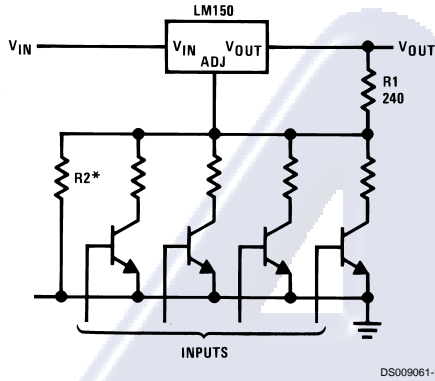 LM150
VIN
VIN
VOUT
VOUT
ADJ
R1
240
R2*
INPUTS
DS009061-